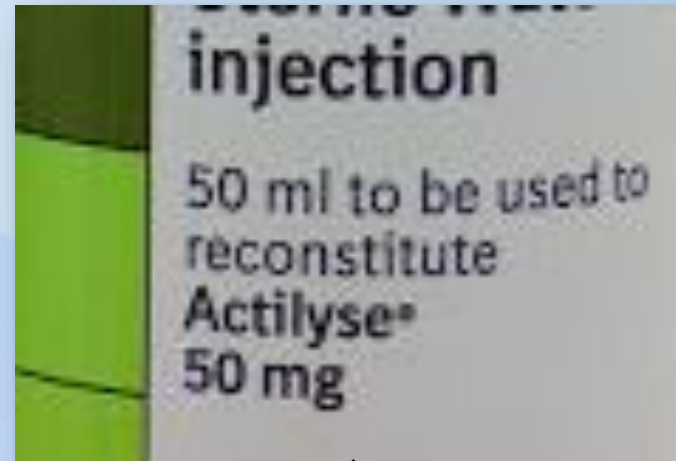 injection
50 ml to be used to
reconstitute
Actilyse®
50 mg